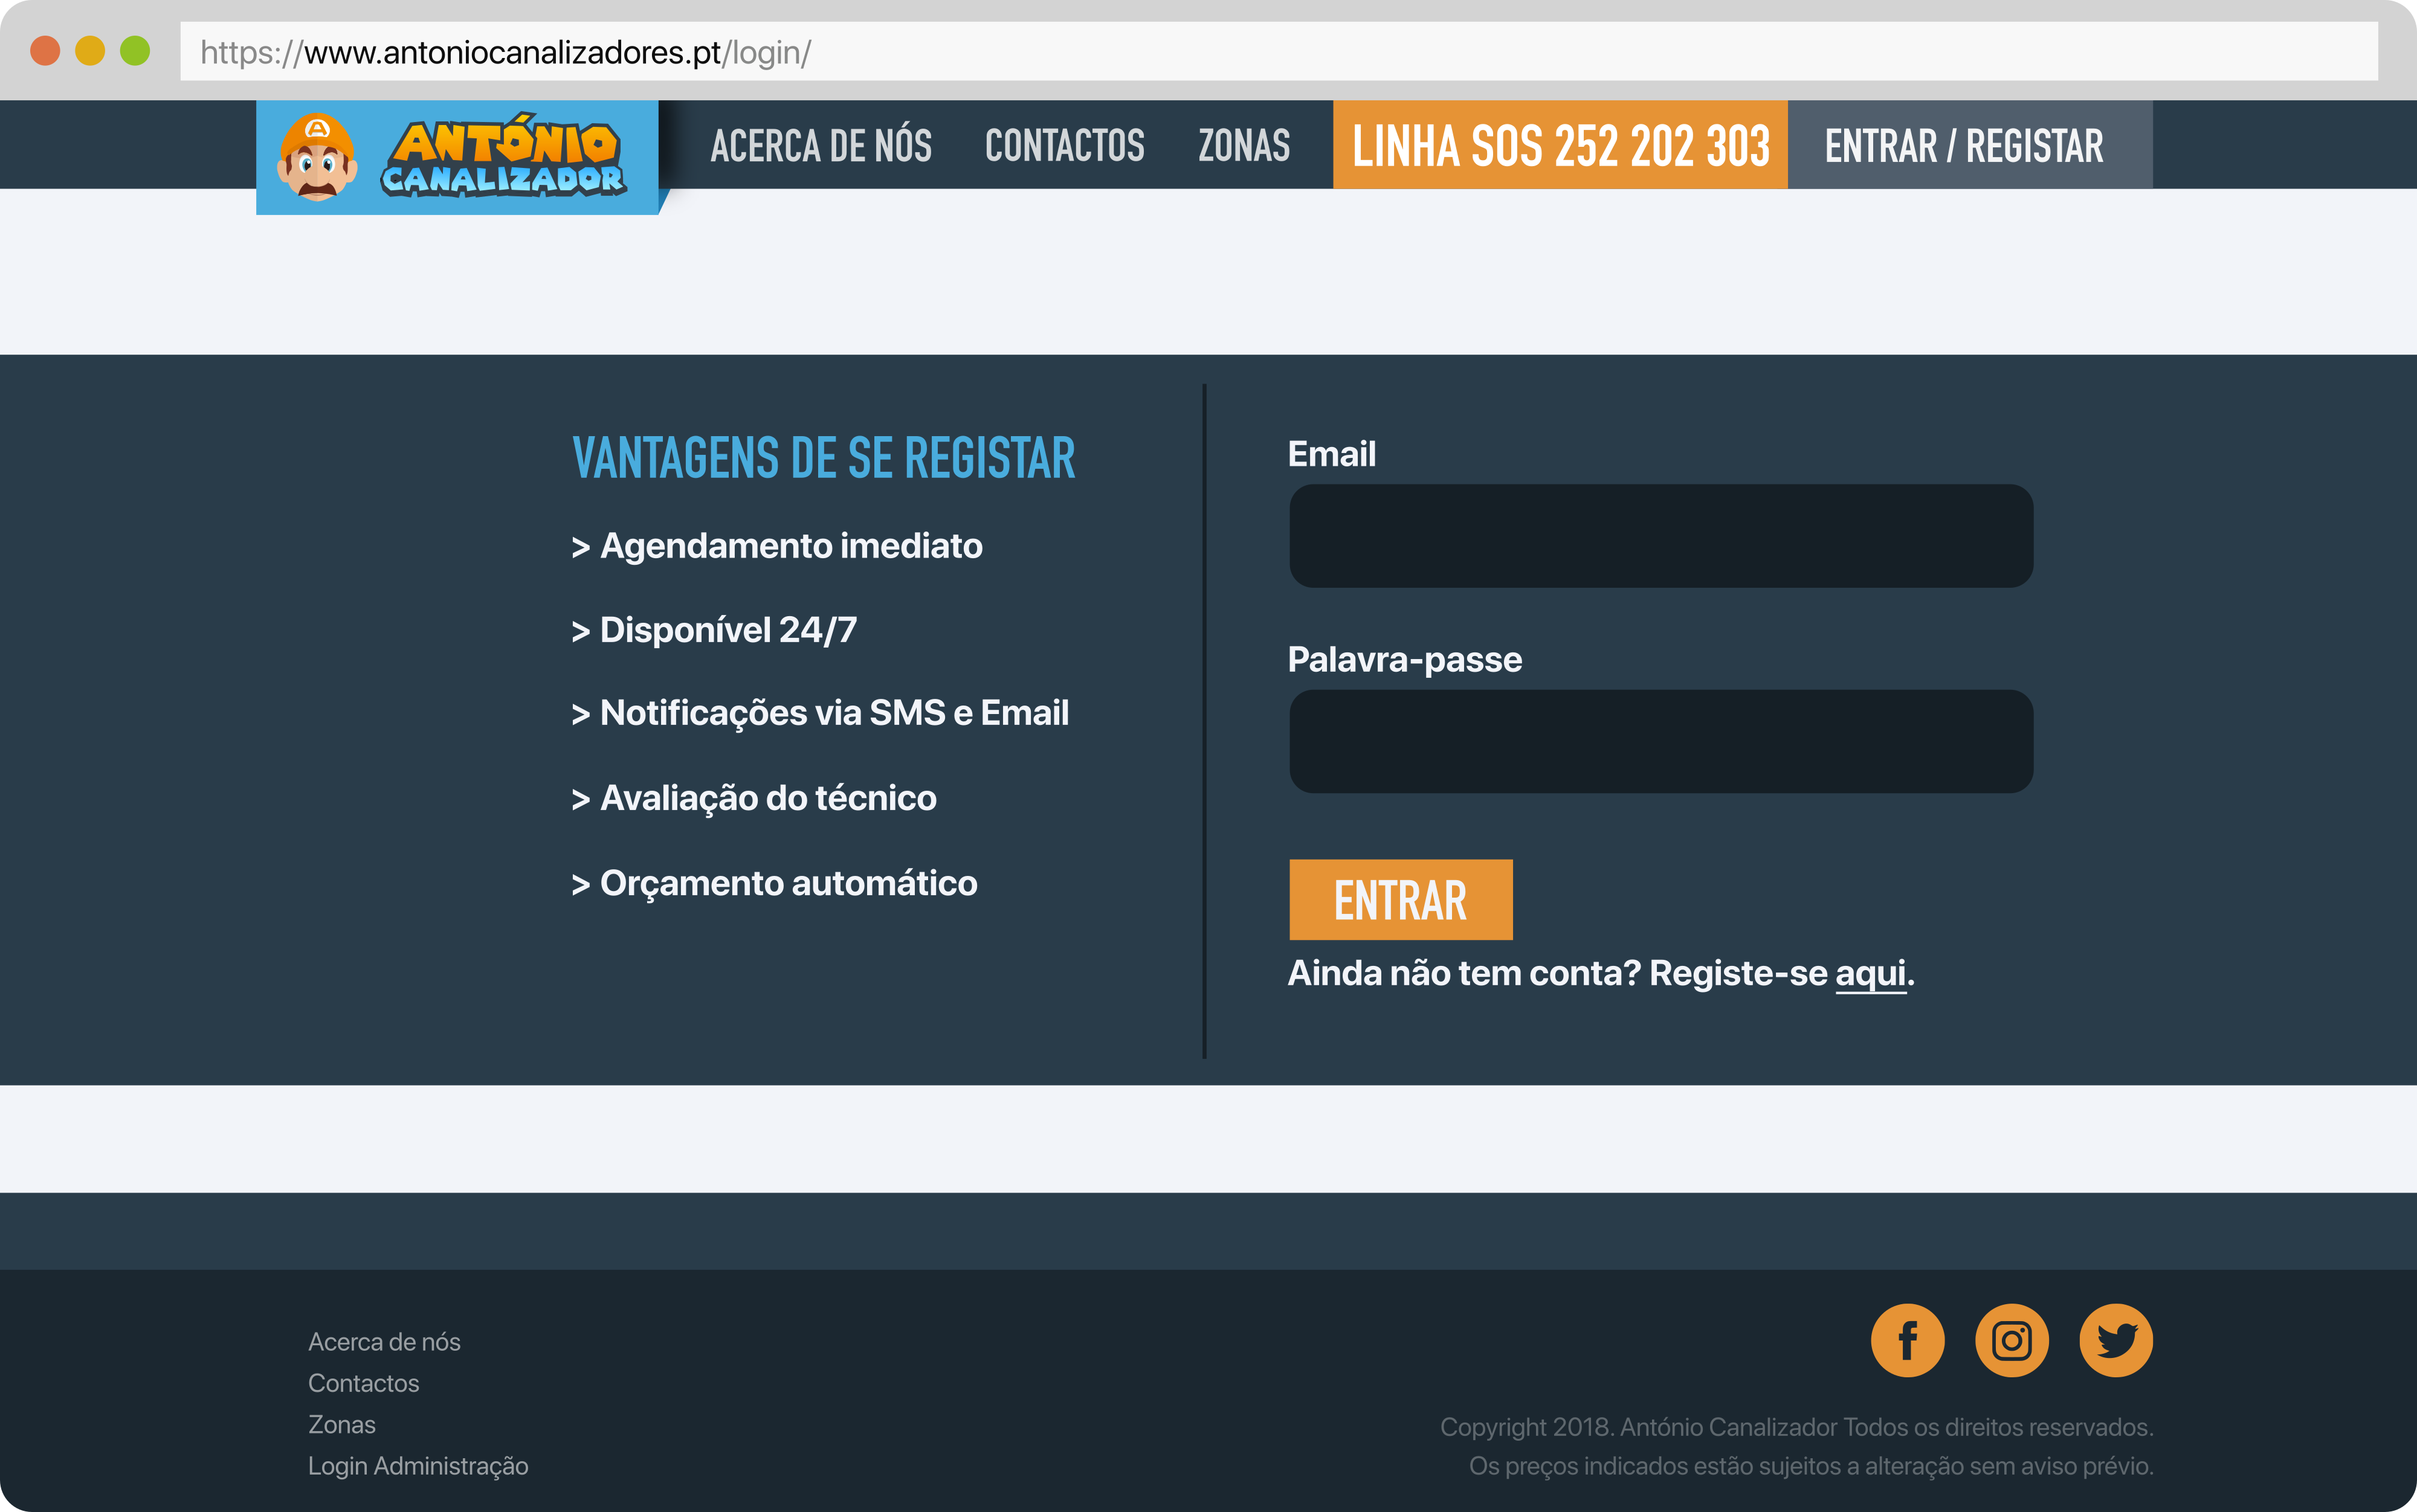 https://www.antoniocanalizadores.pt/login/
A
ANTÓNIO
CANALIZADOR
ACERCA DE NÓS
CONTACTOS
ZONAS
LINHA SOS 252 202 303
ENTRAR / REGISTAR
VANTAGENS DE SE REGISTAR
> Agendamento imediato
> Disponível 24/7
> Notificações via SMS e Email
> Avaliação do técnico
> Orçamento automático
Email
Palavra-passe
ENTRAR
Ainda não tem conta? Registe-se aqui.
Acerca de nós
Contactos
Zonas
Login Administração
Copyright 2018. António Canalizador Todos os direitos reservados.
Os preços indicados estão sujeitos a alteração sem aviso prévio.